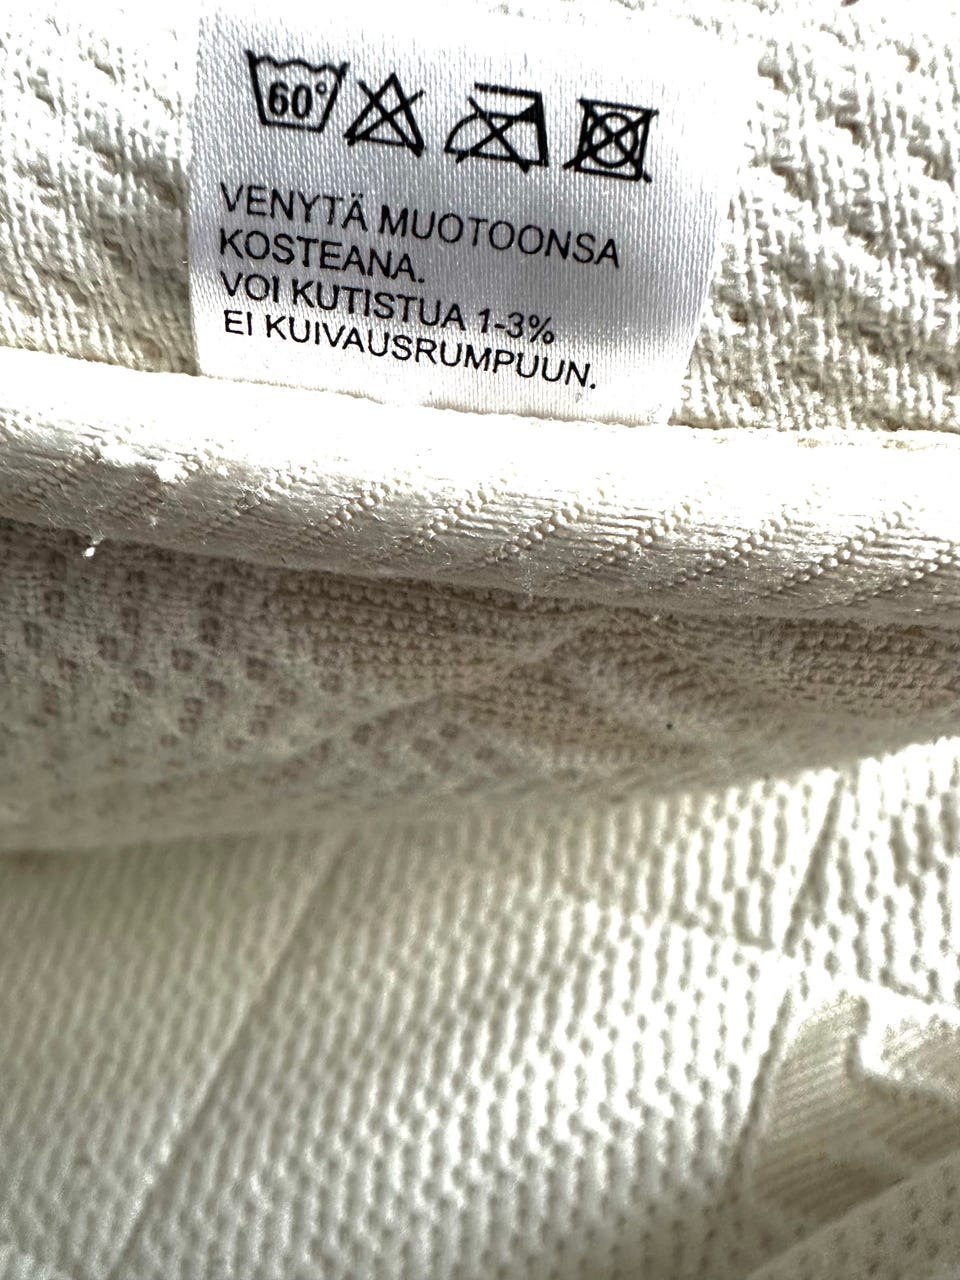 60°
VENYTÄ MUOTOONSA
KOSTEANA.
VOI KUTISTUA 1-3%
EI KUIVAUSRUMPUUN.